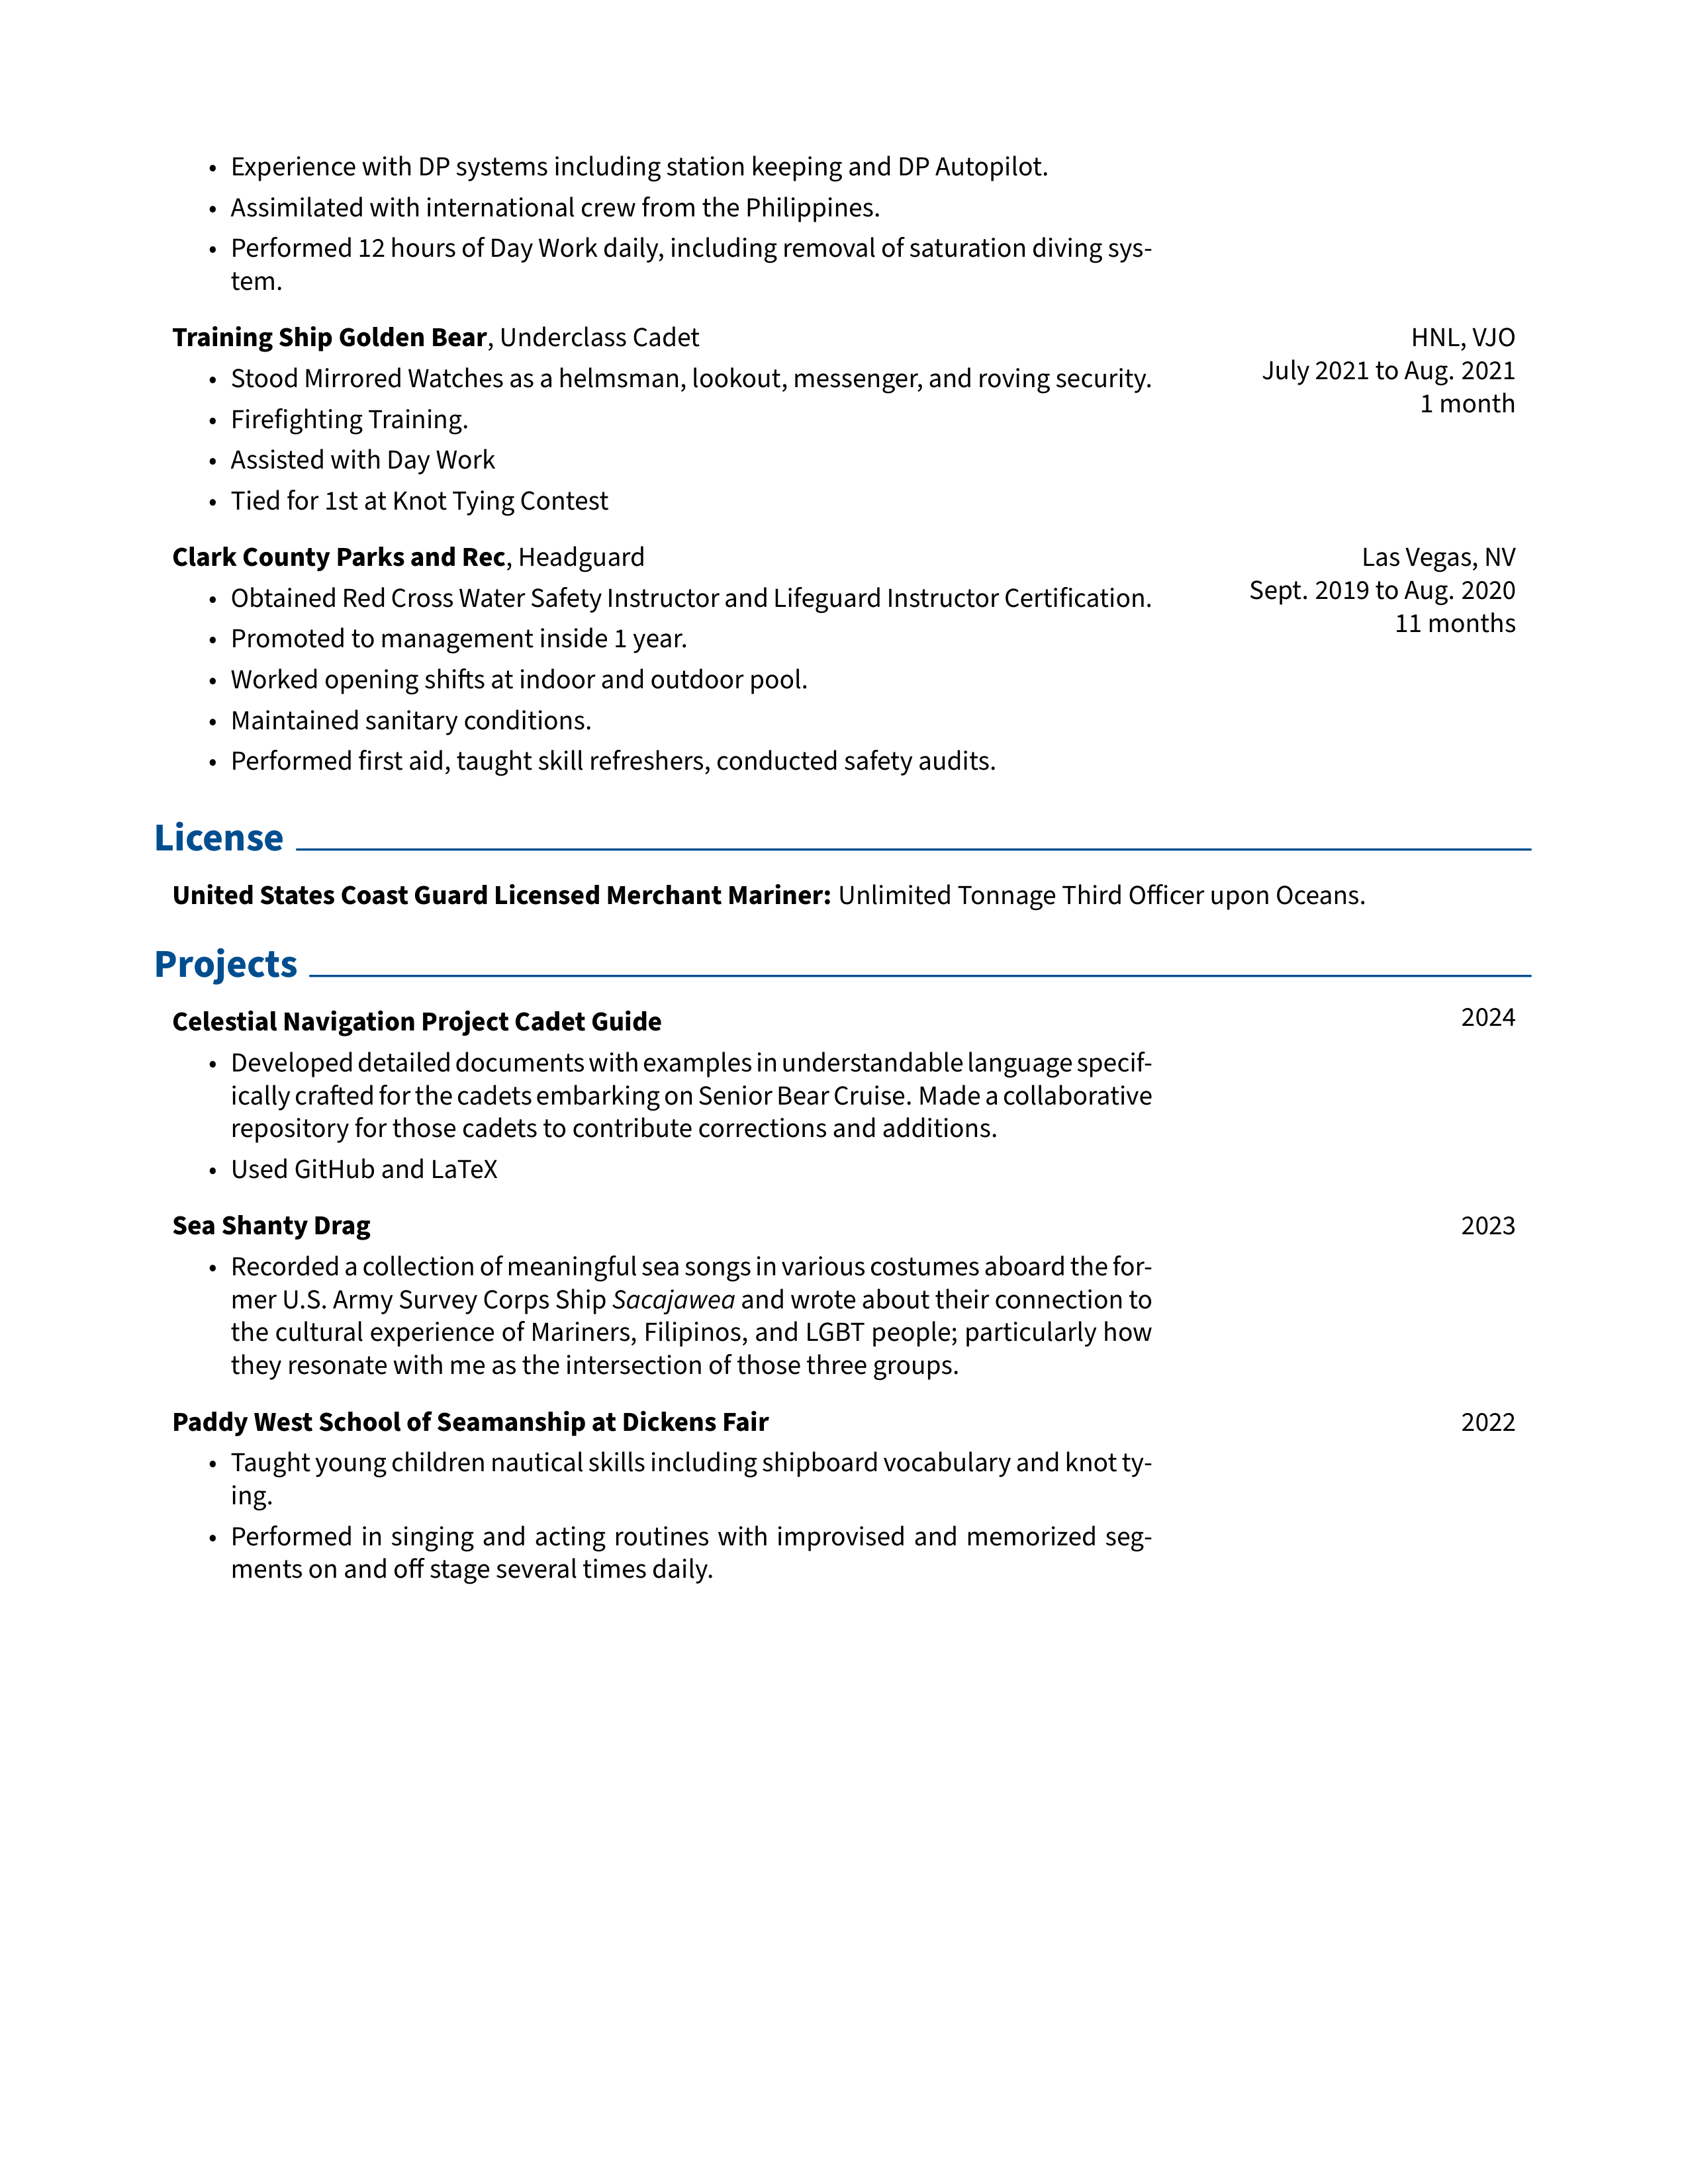 • Experience with DP systems including station keeping and DP Autopilot.
• Assimilated with international crew from the Philippines.
• Performed 12 hours of Day Work daily, including removal of saturation diving sys-
tem.
Training Ship Golden Bear, Underclass Cadet
HNL, VJO
July 2021 to Aug. 2021
1 month
• Stood Mirrored Watches as a helmsman, lookout, messenger, and roving security.
• Firefighting Training.
• Assisted with Day Work
• Tied for 1st at Knot Tying Contest
Clark County Parks and Rec, Headguard
Las Vegas, NV
Sept. 2019 to Aug. 2020
11 months
• Obtained Red Cross Water Safety Instructor and Lifeguard Instructor Certification.
• Promoted to management inside 1 year.
• Worked opening shifts at indoor and outdoor pool.
• Maintained sanitary conditions.
• Performed first aid, taught skill refreshers, conducted safety audits.
License
United States Coast Guard Licensed Merchant Mariner: Unlimited Tonnage Third Officer upon Oceans.
Projects
Celestial Navigation Project Cadet Guide
2024
• Developed detailed documents with examples in understandable language specif-
ically crafted for the cadets embarking on Senior Bear Cruise. Made a collaborative
repository for those cadets to contribute corrections and additions.
• Used GitHub and LaTeX
Sea Shanty Drag
2023
• Recorded a collection of meaningful sea songs in various costumes aboard the for-
mer U.S. Army Survey Corps Ship Sacajawea and wrote about their connection to
the cultural experience of Mariners, Filipinos, and LGBT people; particularly how
they resonate with me as the intersection of those three groups.
Paddy West School of Seamanship at Dickens Fair
2022
• Taught young children nautical skills including shipboard vocabulary and knot ty-
ing.
• Performed in singing and acting routines with improvised and memorized seg-
ments on and off stage several times daily.